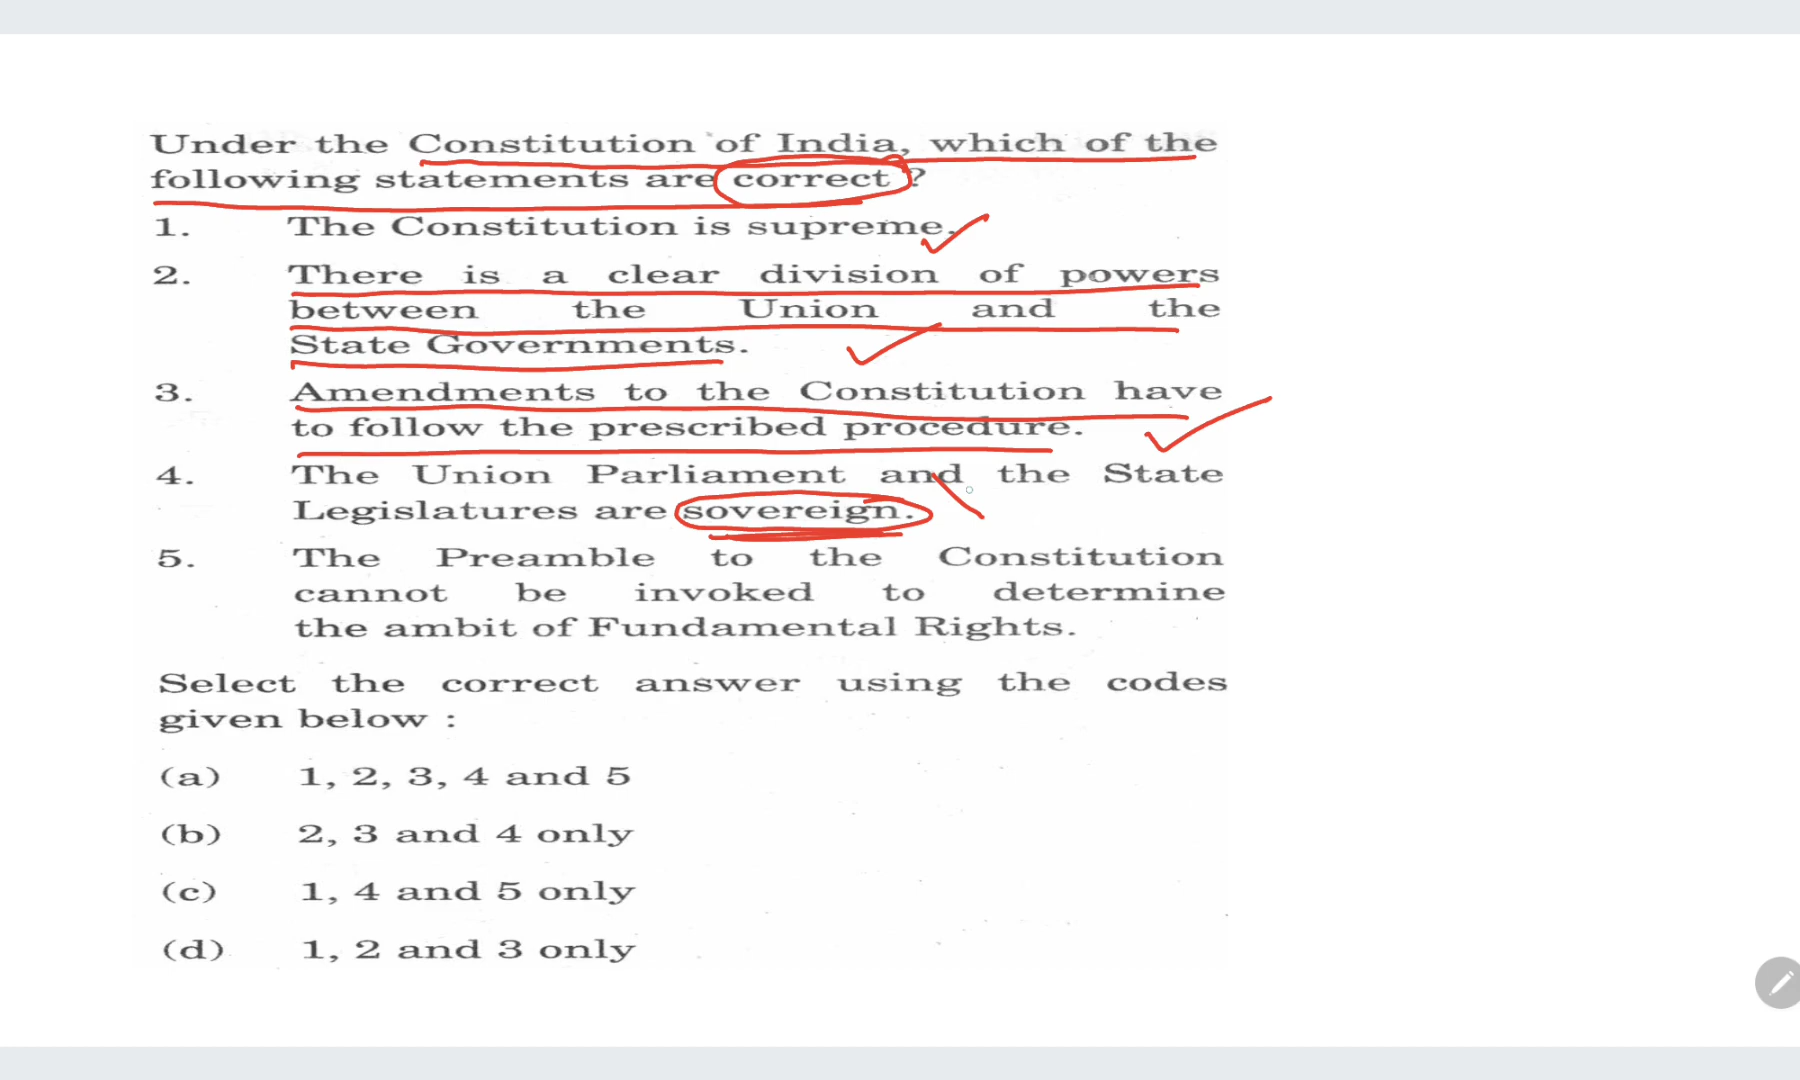 Under the Constitution of India, which of the
following statements are correct ?
1. The Constitution is supreme.
2. There is a clear division of powers
between the Union and the
State Governments.
3. Amendments to the Constitution have
to follow the prescribed procedure.
4. The Union Parliament and the State
Legislatures are sovereign.
5. The Preamble to the Constitution
cannot be invoked to determine
the ambit of Fundamental Rights.
Select the correct answer using the codes
given below :
(a) 1, 2, 3, 4 and 5
(b) 2, 3 and 4 only
(c) 1, 4 and 5 only
(d) 1, 2 and 3 only